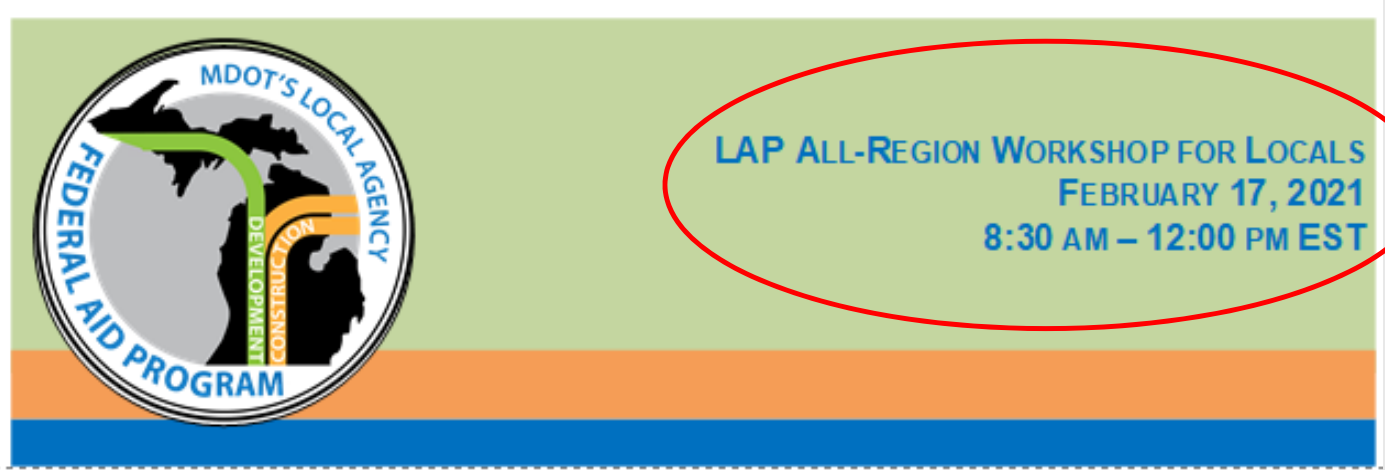 MDOT'S LOCAL AGENCY
FEDERAL AID PROGRAM
DEVELOPMENT
CONSTRUCTION
LAP ALL-REGION WORKSHOP FOR LOCALS
FEBRUARY 17, 2021
8:30 AM – 12:00 PM EST